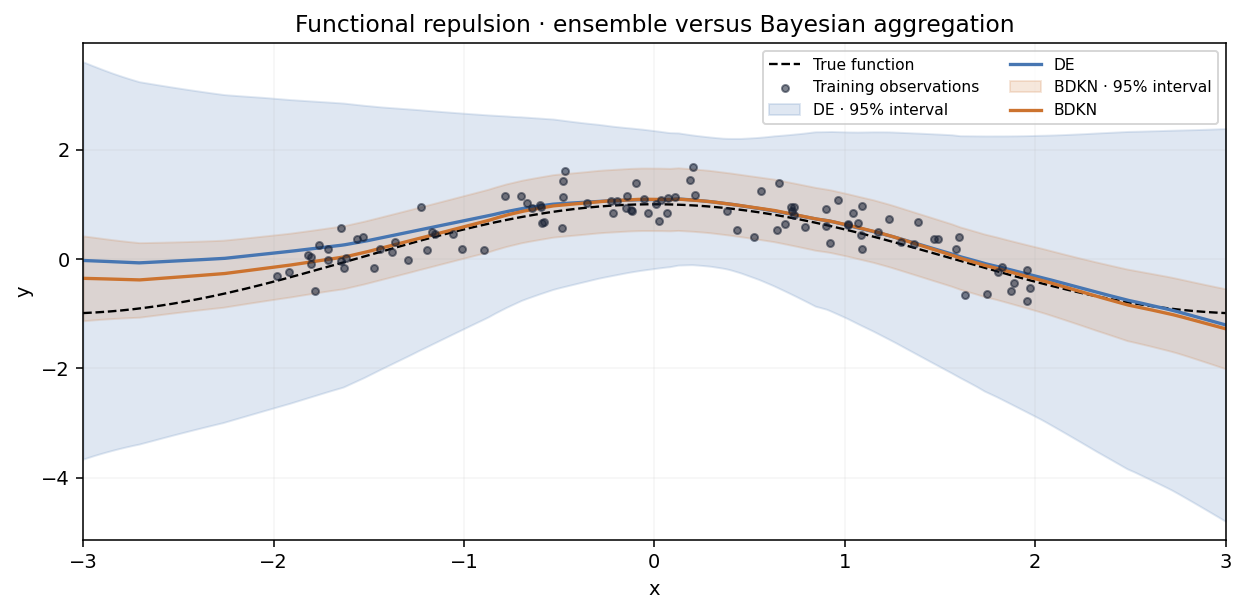 Functional repulsion · ensemble versus Bayesian aggregation
True function
Training observations
DE · 95% interval
DE
BDKN · 95% interval
BDKN
y
2
0
−2
−4
−3
−2
−1
0
1
2
3
x